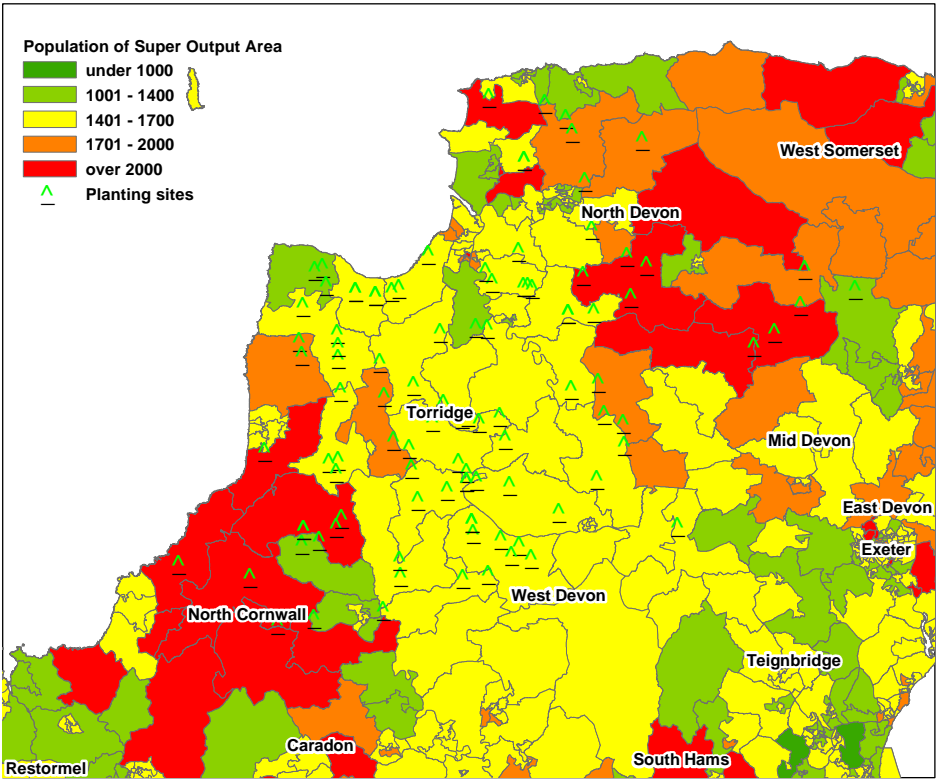 Population of Super Output Area
under 1000
1001 - 1400
1401 - 1700
1701 - 2000
over 2000
Planting sites
West Somerset
North Devon
Torridge
Mid Devon
East Devon
Exeter
West Devon
North Cornwall
Teignbridge
Caradon
South Hams
Restormel